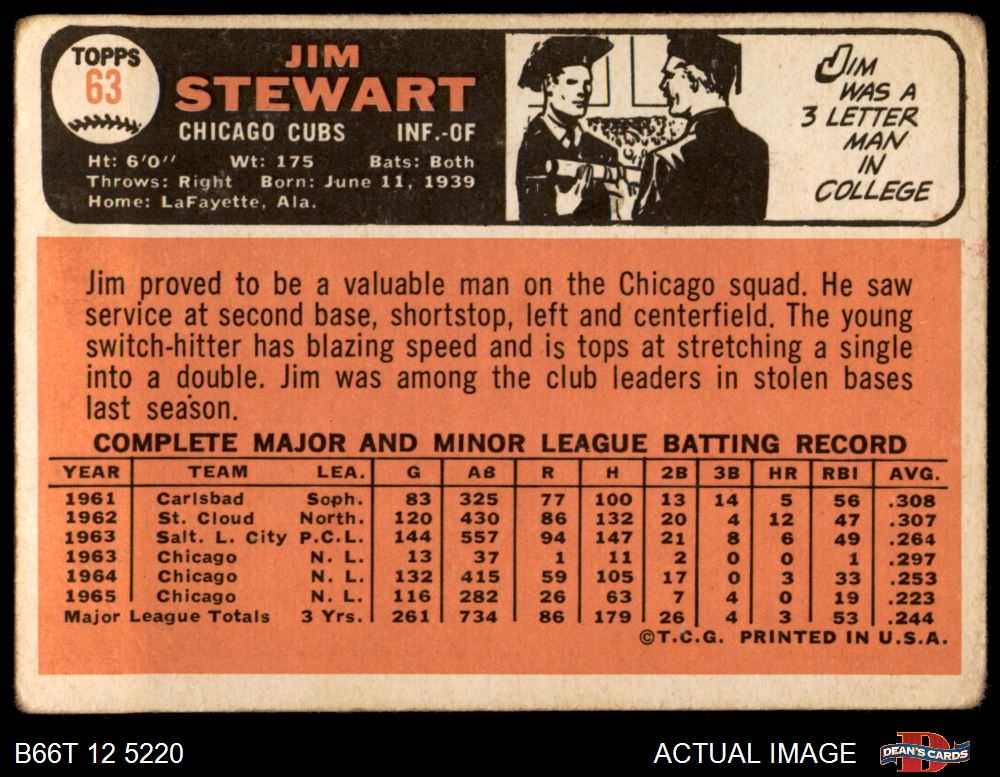 TOPPS
63
JIM
STEWART
CHICAGO CUBS INF.-OF
Ht: 6'0" Wt: 175 Bats: Both
Throws: Right Born: June 11, 1939
Home: LaFayette, Ala.
JIM
WAS A
3 LETTER
MAN
IN
COLLEGE
Jim proved to be a valuable man on the Chicago squad. He saw
service at second base, shortstop, left and centerfield. The young
switch-hitter has blazing speed and is tops at stretching a single
into a double. Jim was among the club leaders in stolen bases
last season.
COMPLETE MAJOR AND MINOR LEAGUE BATTING RECORD
YEAR TEAM LEA. G AB R H 2B 3B HR RBI AVG.
1961 Carlsbad Soph. 83 325 77 100 13 14 5 56 .308
1962 St. Cloud North. 120 430 86 132 20 4 12 47 .307
1963 Salt. L. City P.C.L. 144 557 94 147 21 8 6 49 .264
1963 Chicago N. L. 13 37 1 11 2 0 0 1 .297
1964 Chicago N. L. 132 415 59 105 17 0 3 33 .253
1965 Chicago N. L. 116 282 26 63 7 4 0 19 .223
Major League Totals 3 Yrs. 261 734 86 179 26 4 3 53 .244
©T.C.G. PRINTED IN U.S.A.
B66T 12 5220
ACTUAL IMAGE
DEAN'S CARDS